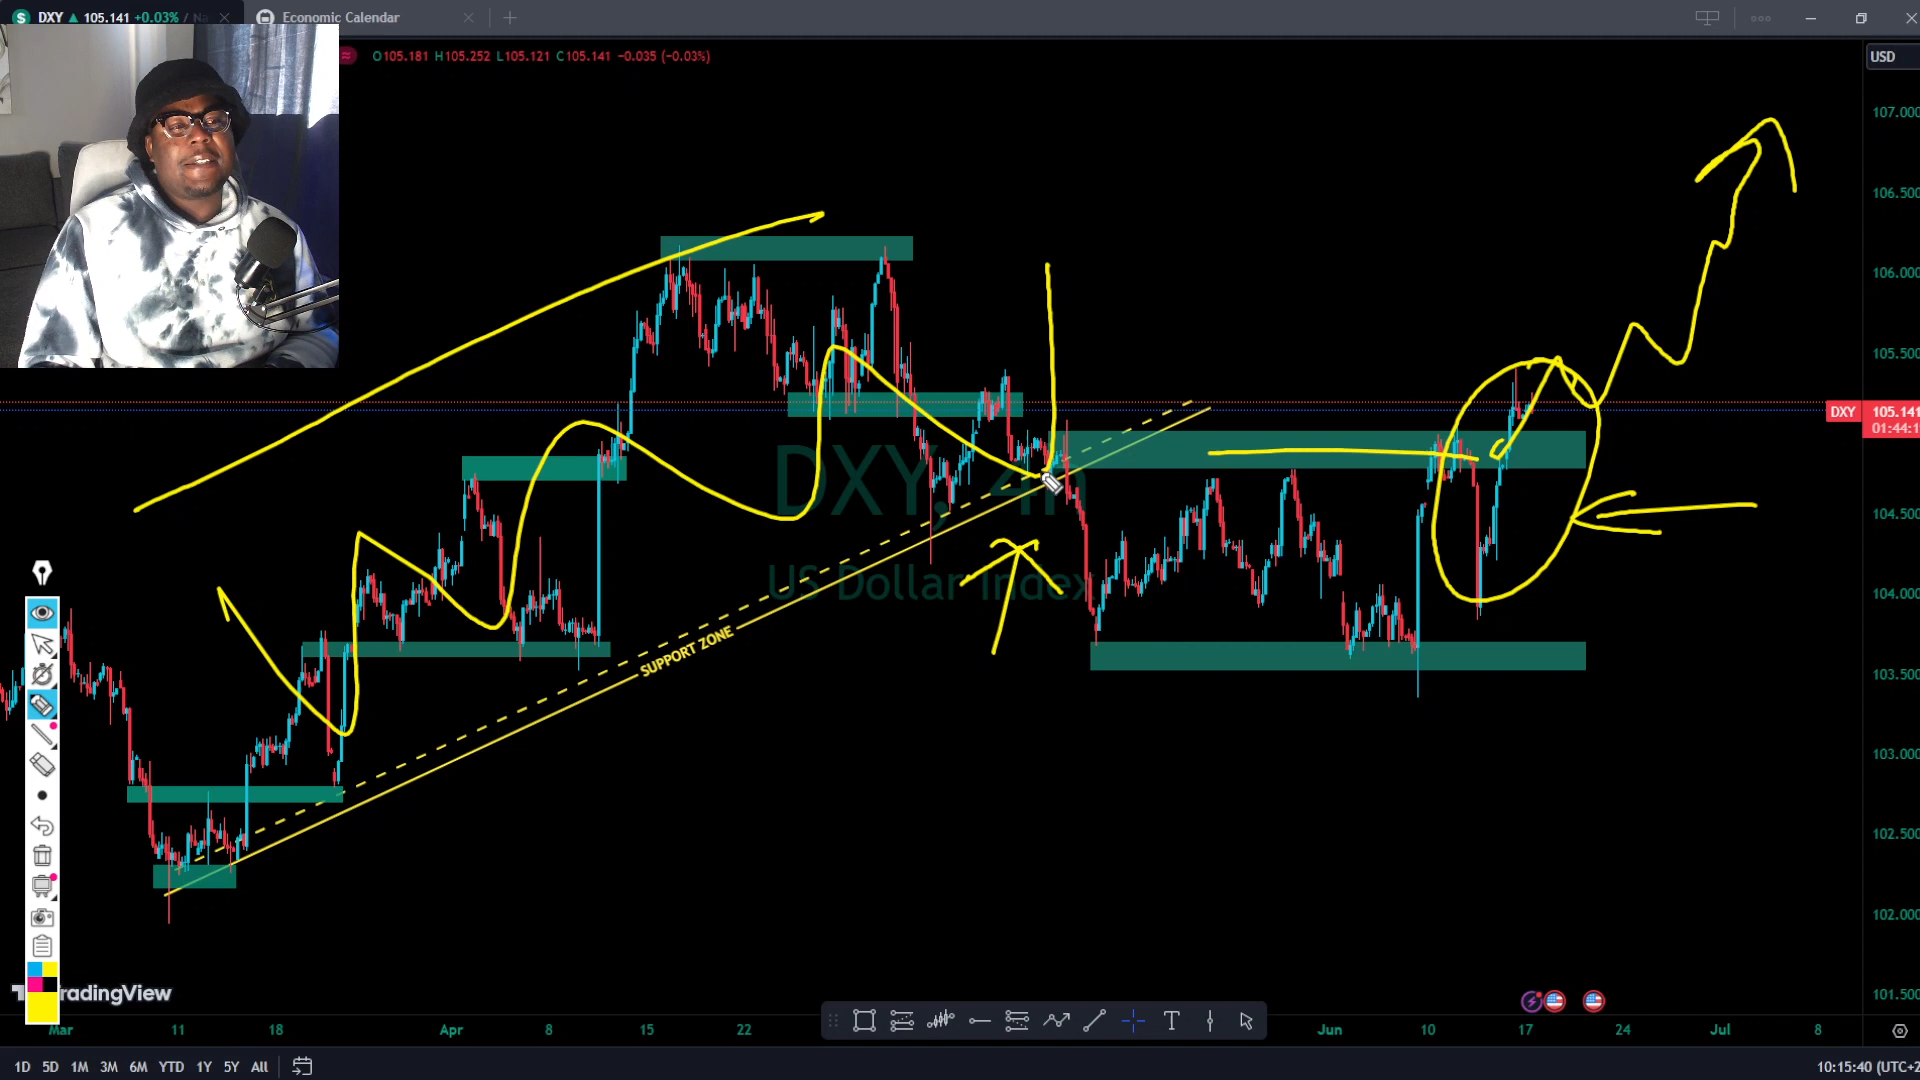 DXY ▲ 105.141 +0.03% / Na
Economic Calendar
O105.181 H105.252 L105.121 C105.141 −0.035 (−0.03%)
USD
107.000
106.500
106.000
105.500
DXY 105.141
01:44:1
104.500
104.000
103.500
103.000
102.500
102.000
101.500
DXY, 4h
US Dollar Index
SUPPORT ZONE
TradingView
Mar 11 18 Apr 8 15 22 Jun 10 17 24 Jul 8
T
1D 5D 1M 3M 6M YTD 1Y 5Y All
10:15:40 (UTC+2